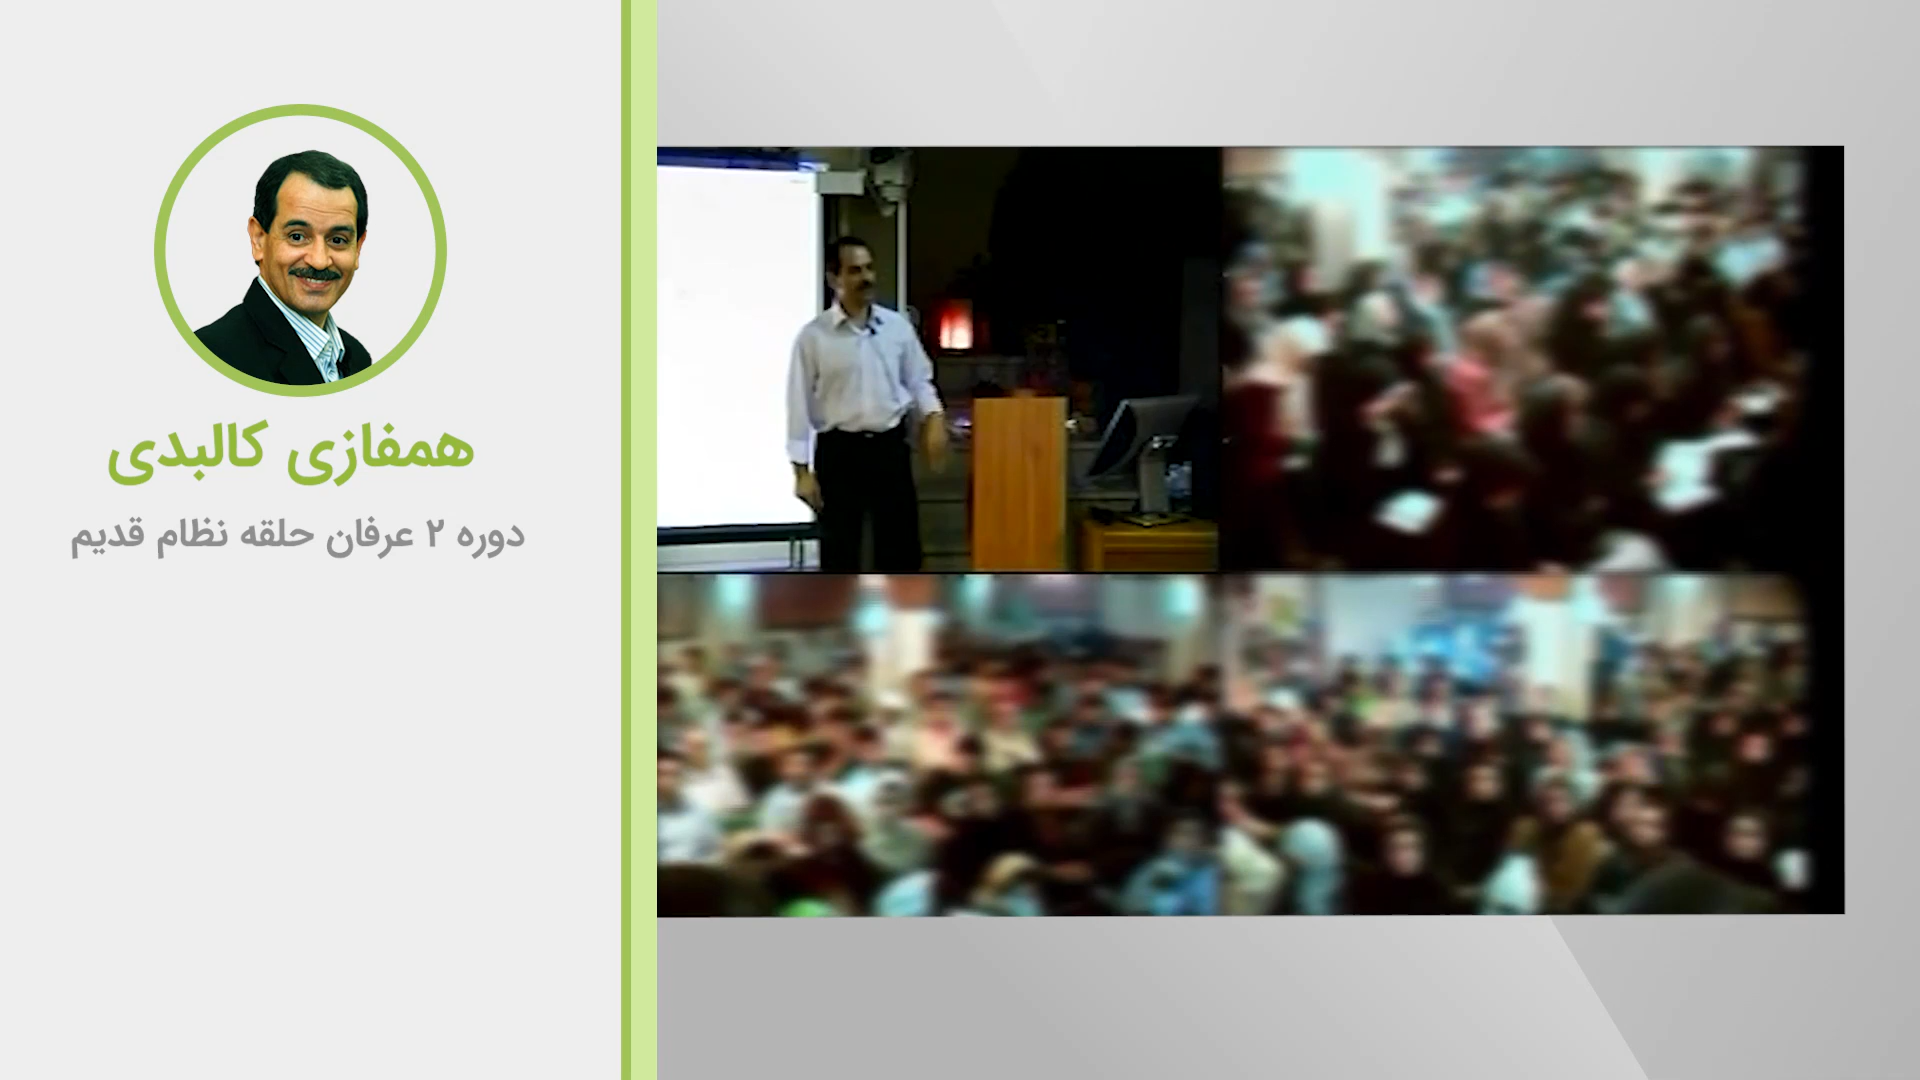 همفازی کالبدی
دوره ۲ عرفان حلقه نظام قدیم